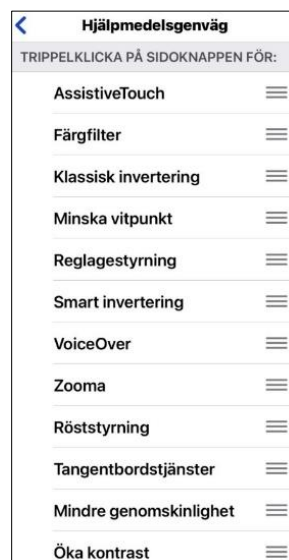 Hjälpmedelsgenväg
TRIPPELKLICKA PÅ SIDOKNAPPEN FÖR:
AssistiveTouch
Färgfilter
Klassisk invertering
Minska vitpunkt
Reglagestyrning
Smart invertering
VoiceOver
Zooma
Röststyrning
Tangentbordstjänster
Mindre genomskinlighet
Öka kontrast